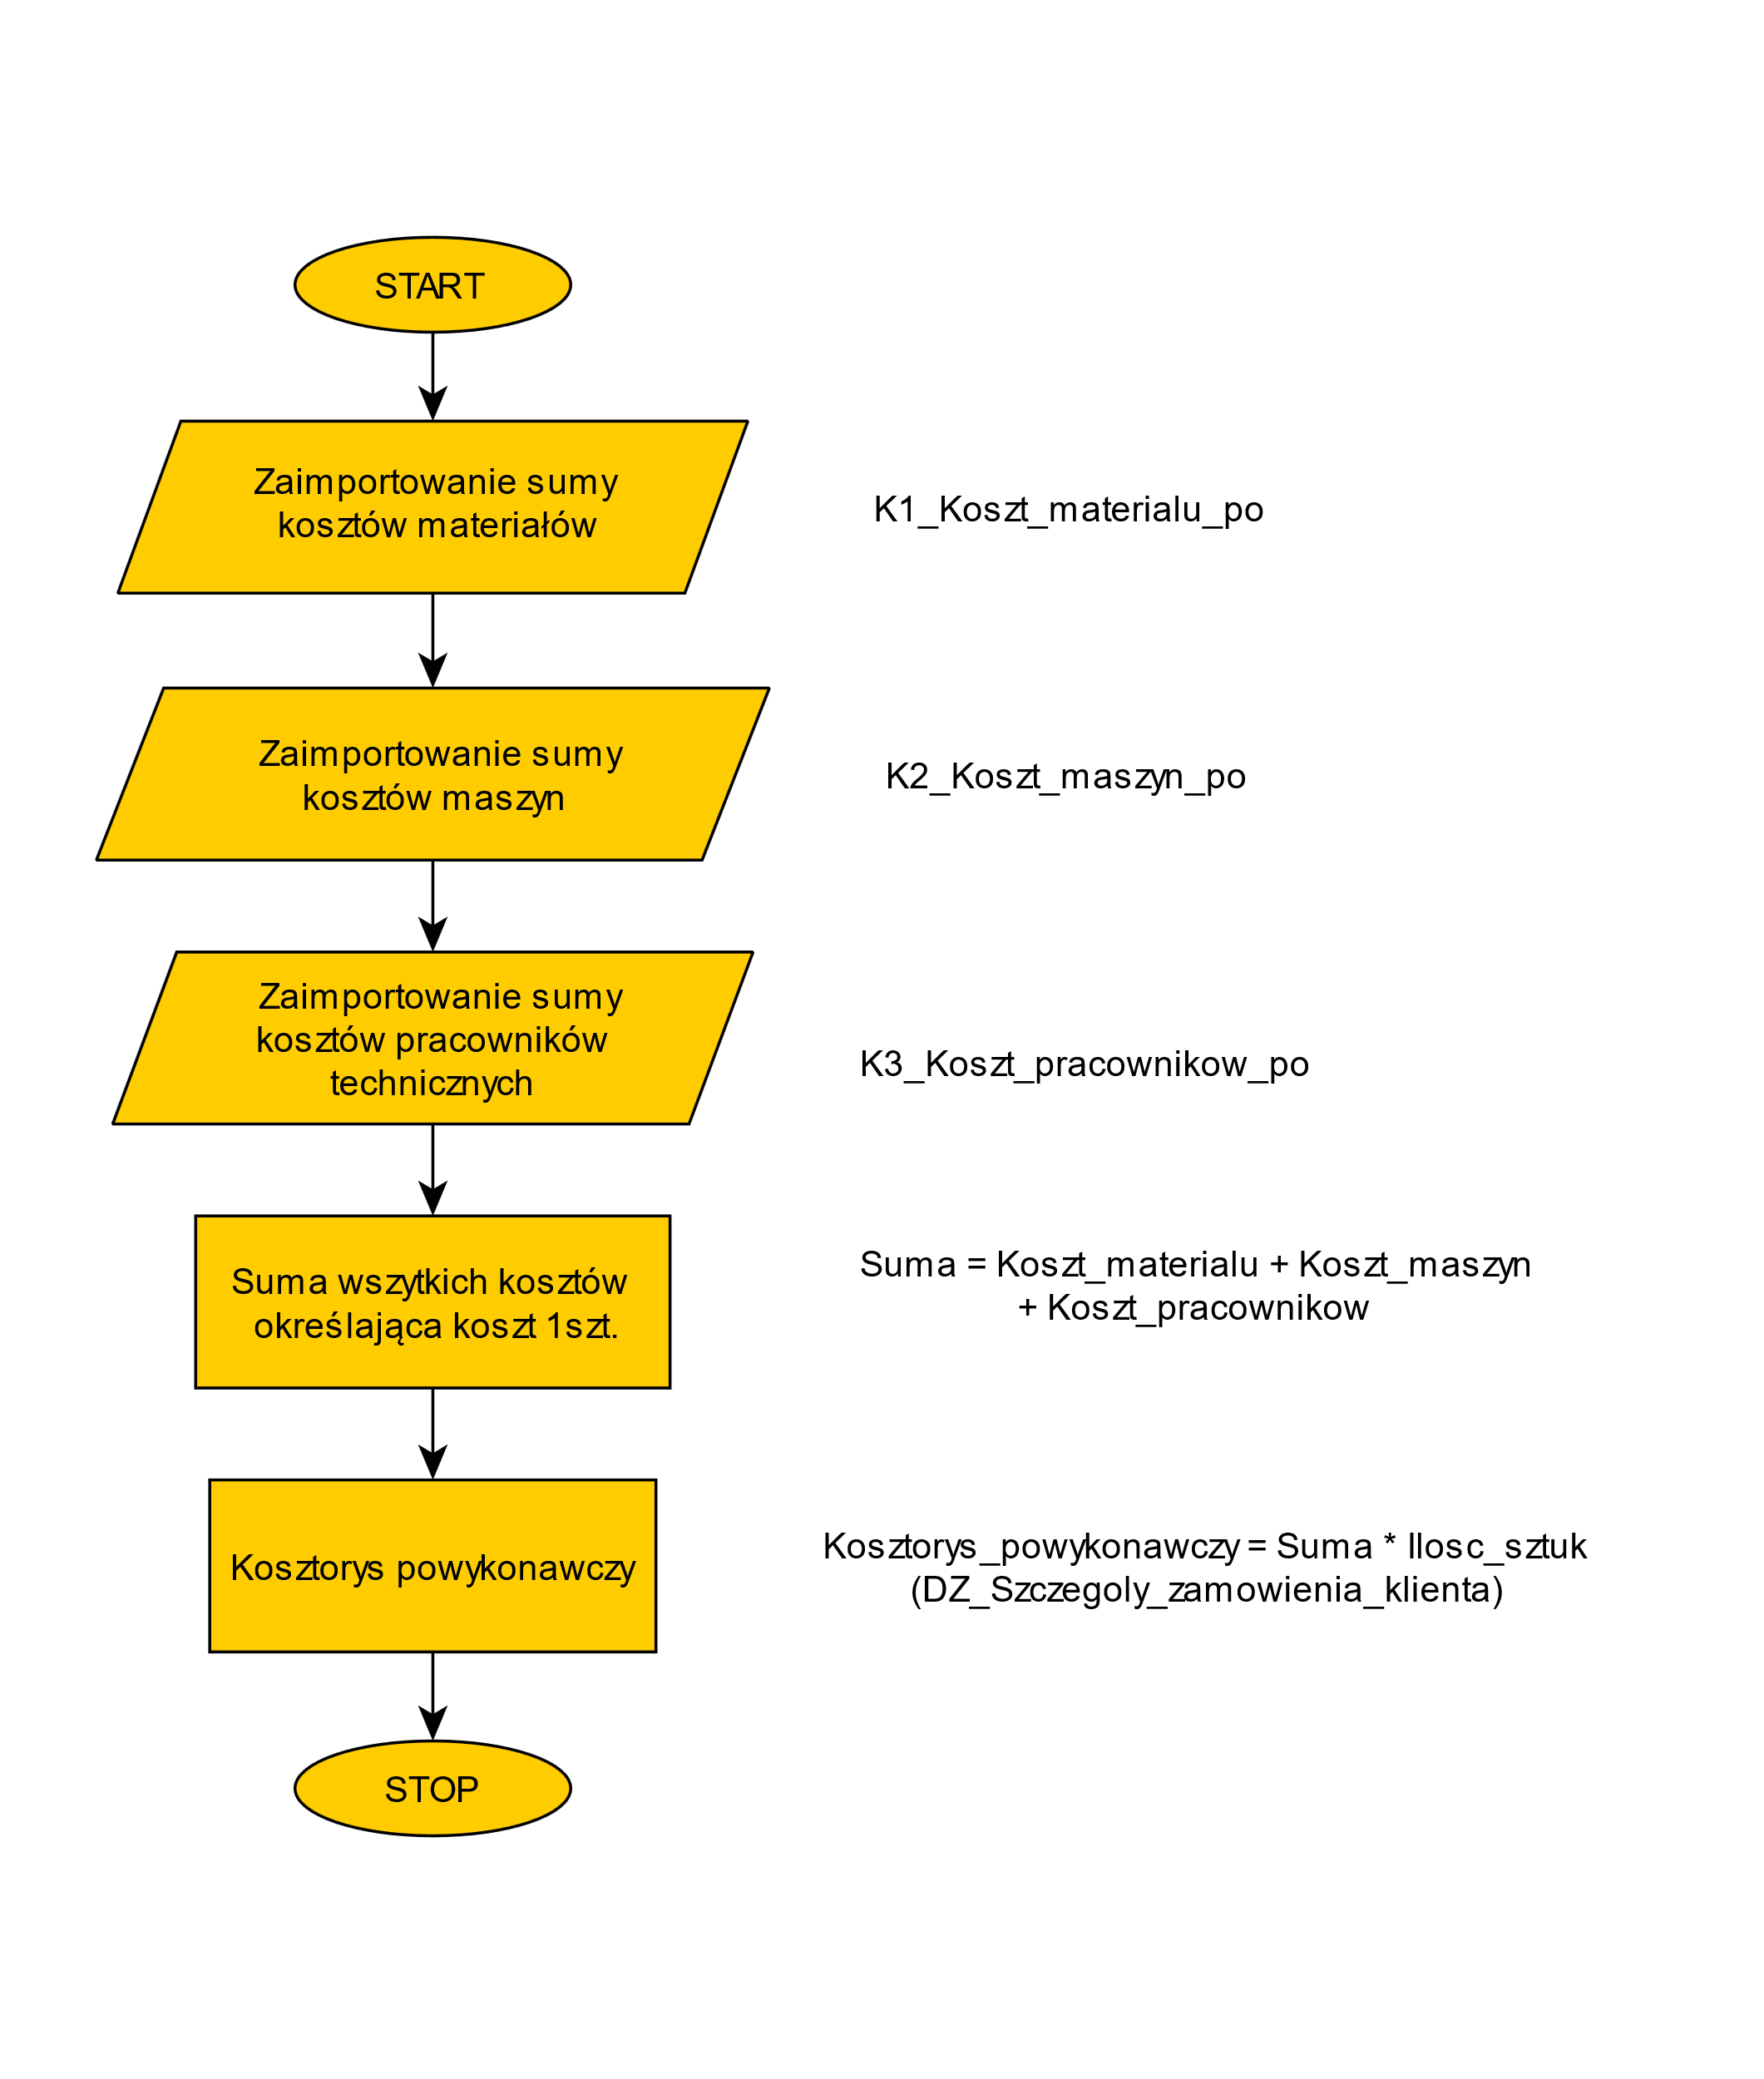 START
Zaimportowanie sumy
kosztów materiałów
K1_Koszt_materialu_po
Zaimportowanie sumy
kosztów maszyn
K2_Koszt_maszyn_po
Zaimportowanie sumy
kosztów pracowników
technicznych
K3_Koszt_pracownikow_po
Suma wszytkich kosztów
określająca koszt 1szt.
Suma = Koszt_materialu + Koszt_maszyn
+ Koszt_pracownikow
Kosztorys powykonawczy
Kosztorys_powykonawczy = Suma * Ilosc_sztuk
(DZ_Szczegoly_zamowienia_klienta)
STOP